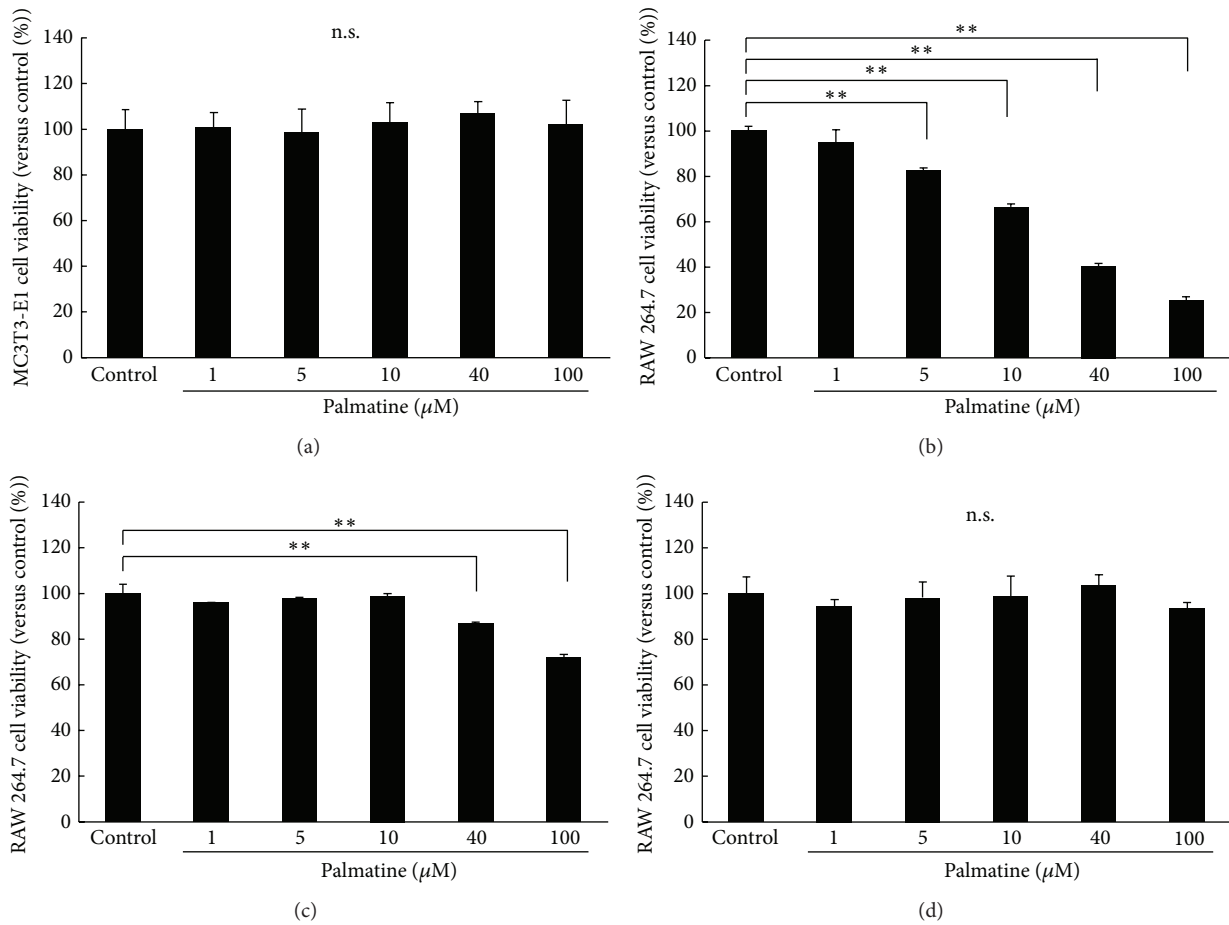 MC3T3-E1 cell viability (versus control (%))
140
120
100
80
60
40
20
0
n.s.
Control 1 5 10 40 100
Palmatine (μM)
(a)
RAW 264.7 cell viability (versus control (%))
140
120
100
80
60
40
20
0
**
**
**
**
Control 1 5 10 40 100
Palmatine (μM)
(b)
RAW 264.7 cell viability (versus control (%))
140
120
100
80
60
40
20
0
**
**
Control 1 5 10 40 100
Palmatine (μM)
(c)
RAW 264.7 cell viability (versus control (%))
140
120
100
80
60
40
20
0
n.s.
Control 1 5 10 40 100
Palmatine (μM)
(d)